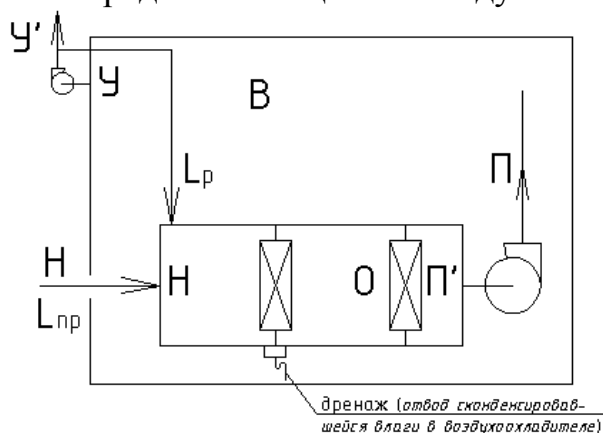 У'
У
В
Lр
П
Н
Lпр
Н
О
П'
дренаж (отвод сконденсировав-
шейся влаги в воздухоохладителе)